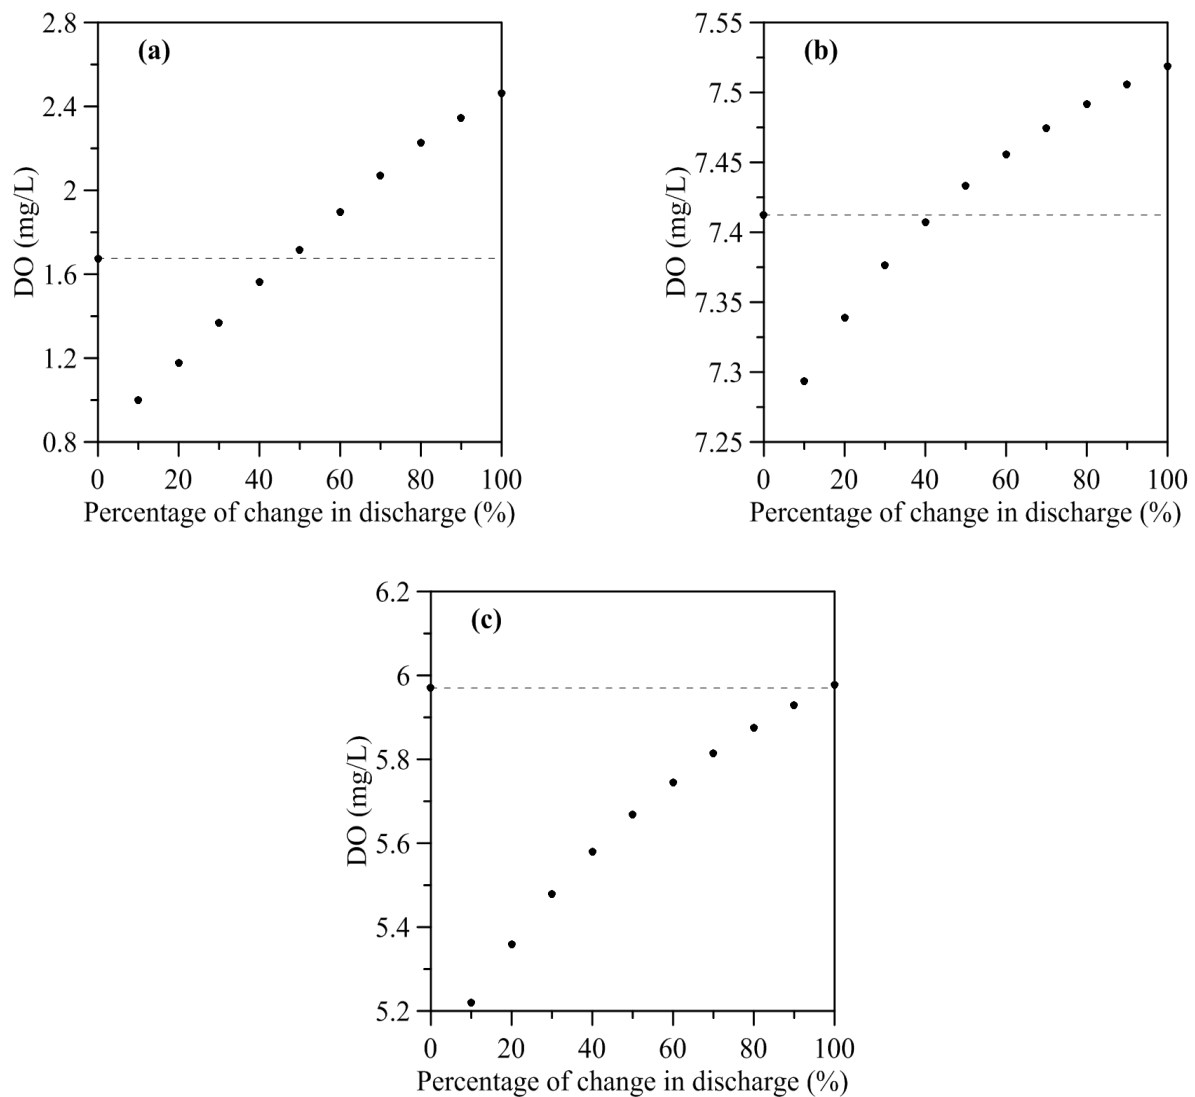 (a)
2.8
2.4
2
1.6
1.2
0.8
DO (mg/L)
0 20 40 60 80 100
Percentage of change in discharge (%)
(b)
7.55
7.5
7.45
7.4
7.35
7.3
7.25
DO (mg/L)
0 20 40 60 80 100
Percentage of change in discharge (%)
(c)
6.2
6
5.8
5.6
5.4
5.2
DO (mg/L)
0 20 40 60 80 100
Percentage of change in discharge (%)